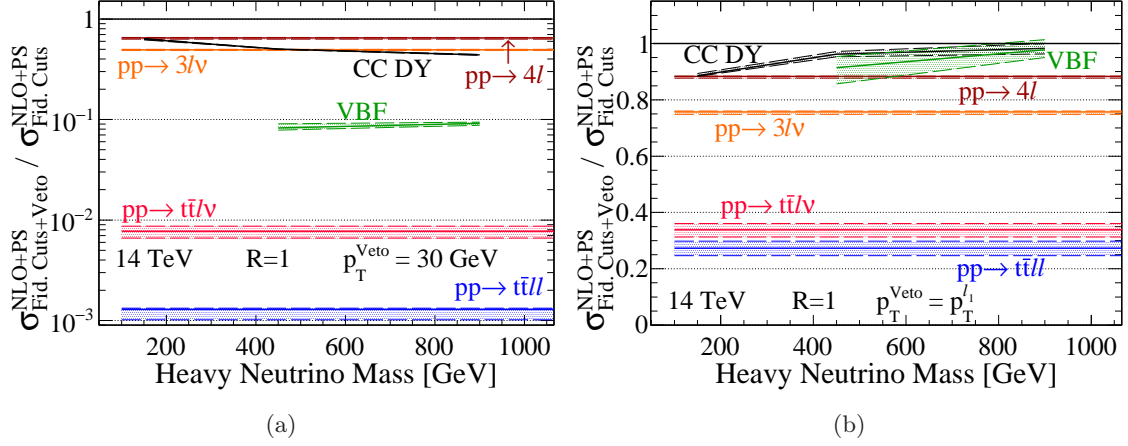 σ^NLO+PS_Fid. Cuts+Veto / σ^NLO+PS_Fid. Cuts
1
10^-1
10^-2
10^-3
pp→3lν
CC DY
pp→4l
VBF
pp→tt̄lν
14 TeV R=1 p_T^Veto = 30 GeV
pp→tt̄ll
200 400 600 800 1000
Heavy Neutrino Mass [GeV]
(a)
σ^NLO+PS_Fid. Cuts+Veto / σ^NLO+PS_Fid. Cuts
1
0.8
0.6
0.4
0.2
0
CC DY
VBF
pp→4l
pp→3lν
pp→tt̄lν
pp→tt̄ll
14 TeV R=1 p_T^Veto = p_T^l_1
200 400 600 800 1000
Heavy Neutrino Mass [GeV]
(b)